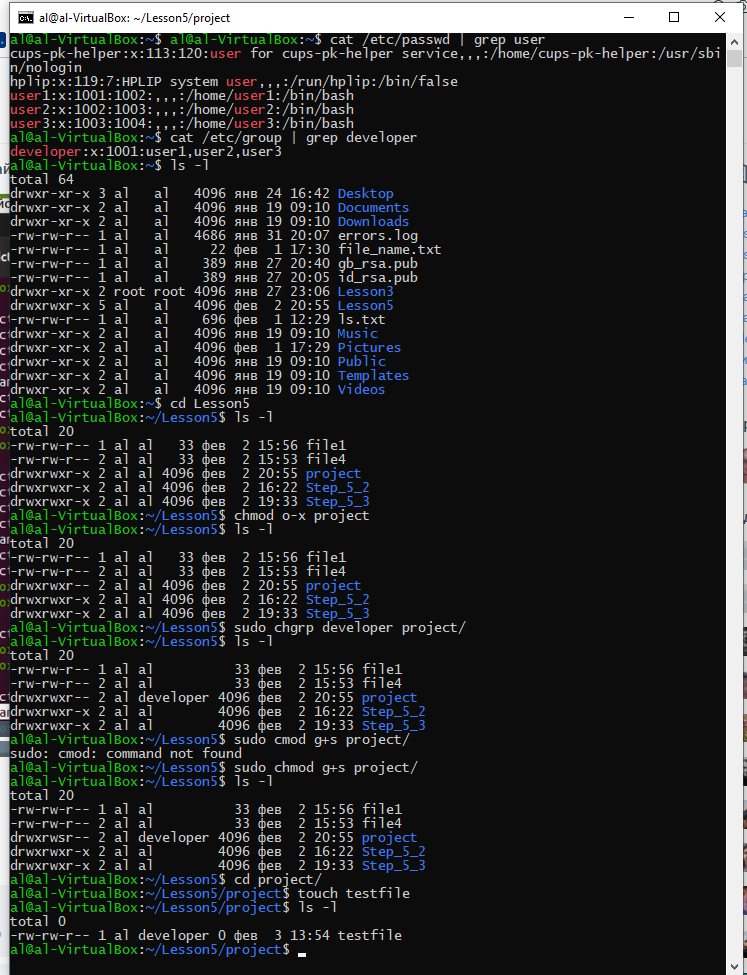 al@al-VirtualBox: ~/Lesson5/project
al@al-VirtualBox:~$ al@al-VirtualBox:~$ cat /etc/passwd | grep user
cups-pk-helper:x:113:120:user for cups-pk-helper service,,,:/home/cups-pk-helper:/usr/sbi
n/nologin
hplip:x:119:7:HPLIP system user,,,:/run/hplip:/bin/false
user1:x:1001:1002:,,,:/home/user1:/bin/bash
user2:x:1002:1003:,,,:/home/user2:/bin/bash
user3:x:1003:1004:,,,:/home/user3:/bin/bash
al@al-VirtualBox:~$ cat /etc/group | grep developer
developer:x:1001:user1,user2,user3
al@al-VirtualBox:~$ ls -l
total 64
drwxr-xr-x 3 al   al   4096 янв 24 16:42 Desktop
drwxr-xr-x 2 al   al   4096 янв 19 09:10 Documents
drwxr-xr-x 2 al   al   4096 янв 19 09:10 Downloads
-rw-rw-r-- 1 al   al   4686 янв 31 20:07 errors.log
-rw-rw-r-- 1 al   al     22 фев  1 17:30 file_name.txt
-rw-rw-r-- 1 al   al    389 янв 27 20:40 gb_rsa.pub
-rw-rw-r-- 1 al   al    389 янв 27 20:05 id_rsa.pub
drwxr-xr-x 2 root root 4096 янв 27 23:06 Lesson3
drwxrwxr-x 5 al   al   4096 фев  2 20:55 Lesson5
-rw-rw-r-- 1 al   al    696 фев  1 12:29 ls.txt
drwxr-xr-x 2 al   al   4096 янв 19 09:10 Music
drwxr-xr-x 2 al   al   4096 фев  1 17:29 Pictures
drwxr-xr-x 2 al   al   4096 янв 19 09:10 Public
drwxr-xr-x 2 al   al   4096 янв 19 09:10 Templates
drwxr-xr-x 2 al   al   4096 янв 19 09:10 Videos
al@al-VirtualBox:~$ cd Lesson5
al@al-VirtualBox:~/Lesson5$ ls -l
total 20
-rw-rw-r-- 1 al al   33 фев  2 15:56 file1
-rw-rw-r-- 2 al al   33 фев  2 15:53 file4
drwxrwxr-x 2 al al 4096 фев  2 20:55 project
drwxrwxr-x 2 al al 4096 фев  2 16:22 Step_5_2
drwxrwxr-x 2 al al 4096 фев  2 19:33 Step_5_3
al@al-VirtualBox:~/Lesson5$ chmod o-x project
al@al-VirtualBox:~/Lesson5$ ls -l
total 20
-rw-rw-r-- 1 al al   33 фев  2 15:56 file1
-rw-rw-r-- 2 al al   33 фев  2 15:53 file4
drwxrwxr-- 2 al al 4096 фев  2 20:55 project
drwxrwxr-x 2 al al 4096 фев  2 16:22 Step_5_2
drwxrwxr-x 2 al al 4096 фев  2 19:33 Step_5_3
al@al-VirtualBox:~/Lesson5$ sudo chgrp developer project/
al@al-VirtualBox:~/Lesson5$ ls -l
total 20
-rw-rw-r-- 1 al al          33 фев  2 15:56 file1
-rw-rw-r-- 2 al al          33 фев  2 15:53 file4
drwxrwxr-- 2 al developer 4096 фев  2 20:55 project
drwxrwxr-x 2 al al        4096 фев  2 16:22 Step_5_2
drwxrwxr-x 2 al al        4096 фев  2 19:33 Step_5_3
al@al-VirtualBox:~/Lesson5$ sudo cmod g+s project/
sudo: cmod: command not found
al@al-VirtualBox:~/Lesson5$ sudo chmod g+s project/
al@al-VirtualBox:~/Lesson5$ ls -l
total 20
-rw-rw-r-- 1 al al          33 фев  2 15:56 file1
-rw-rw-r-- 2 al al          33 фев  2 15:53 file4
drwxrwsr-- 2 al developer 4096 фев  2 20:55 project
drwxrwxr-x 2 al al        4096 фев  2 16:22 Step_5_2
drwxrwxr-x 2 al al        4096 фев  2 19:33 Step_5_3
al@al-VirtualBox:~/Lesson5$ cd project/
al@al-VirtualBox:~/Lesson5/project$ touch testfile
al@al-VirtualBox:~/Lesson5/project$ ls -l
total 0
-rw-rw-r-- 1 al developer 0 фев  3 13:54 testfile
al@al-VirtualBox:~/Lesson5/project$